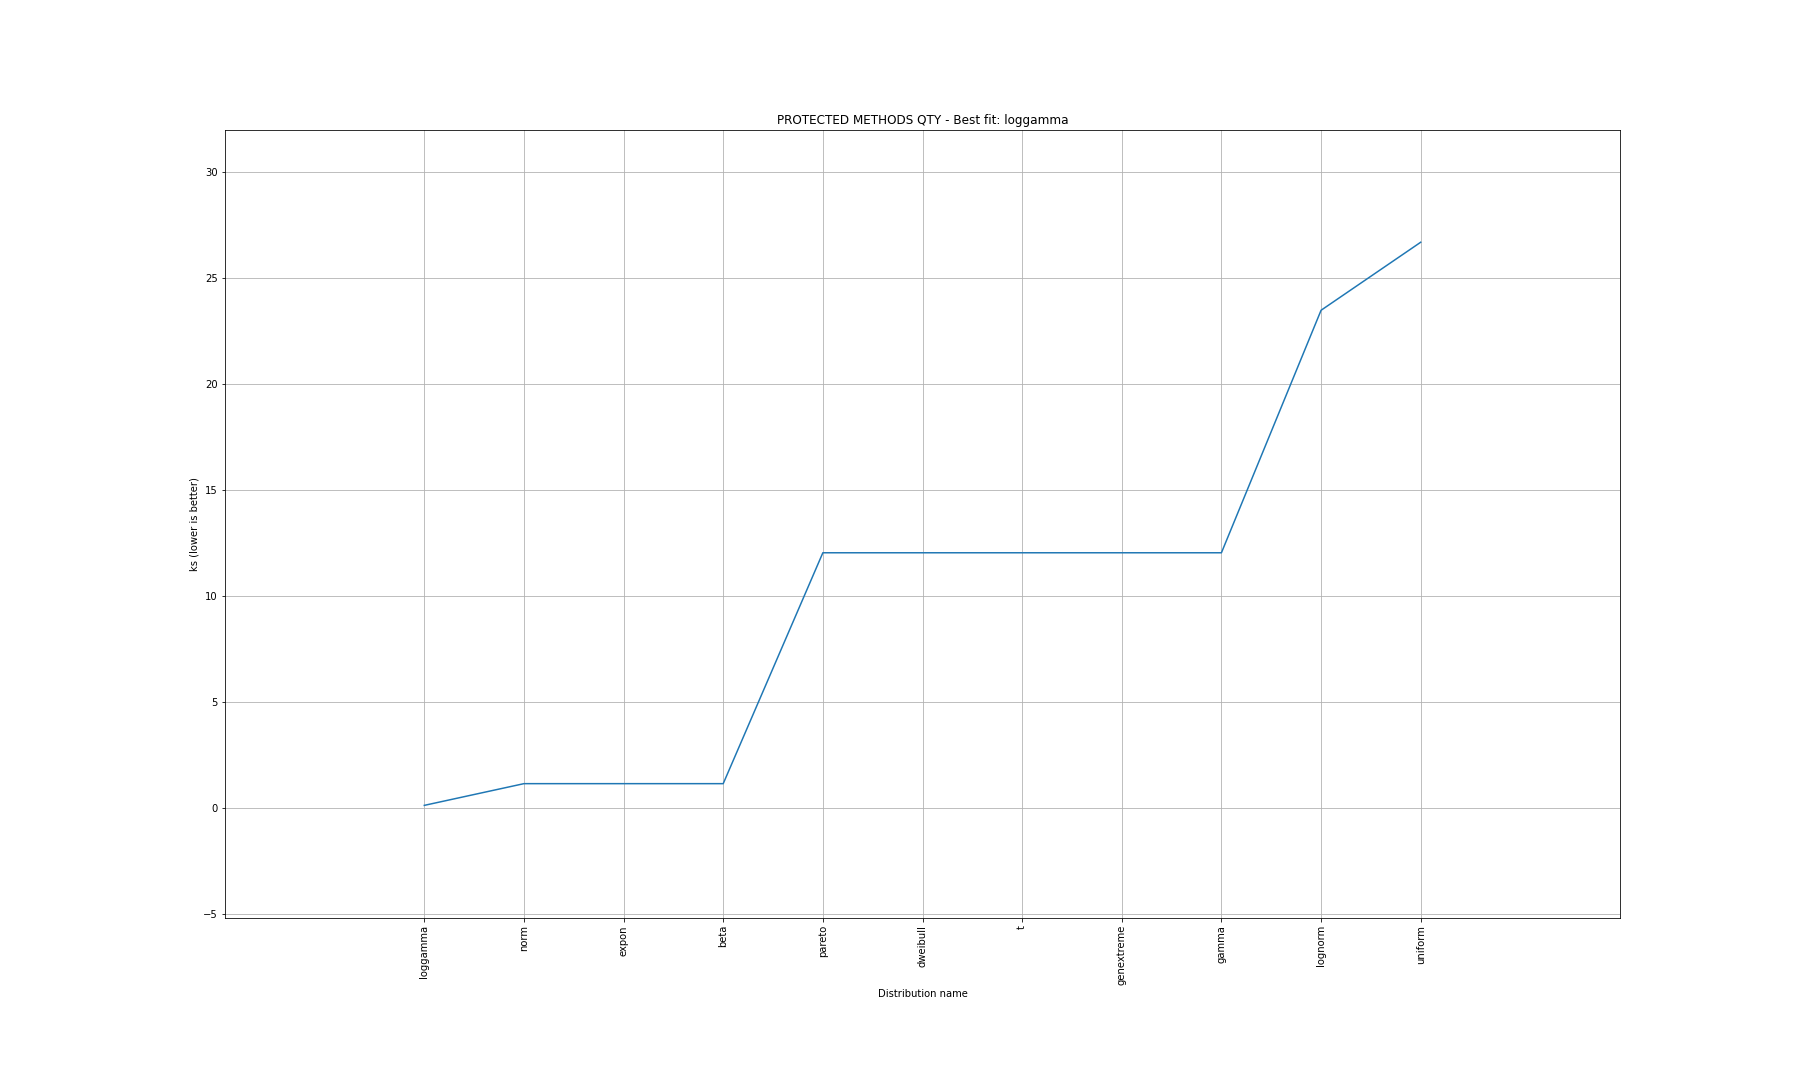 PROTECTED METHODS QTY - Best fit: loggamma
30
25
20
15
10
5
0
−5
ks (lower is better)
loggamma
norm
expon
beta
pareto
dweibull
t
genextreme
gamma
lognorm
uniform
Distribution name